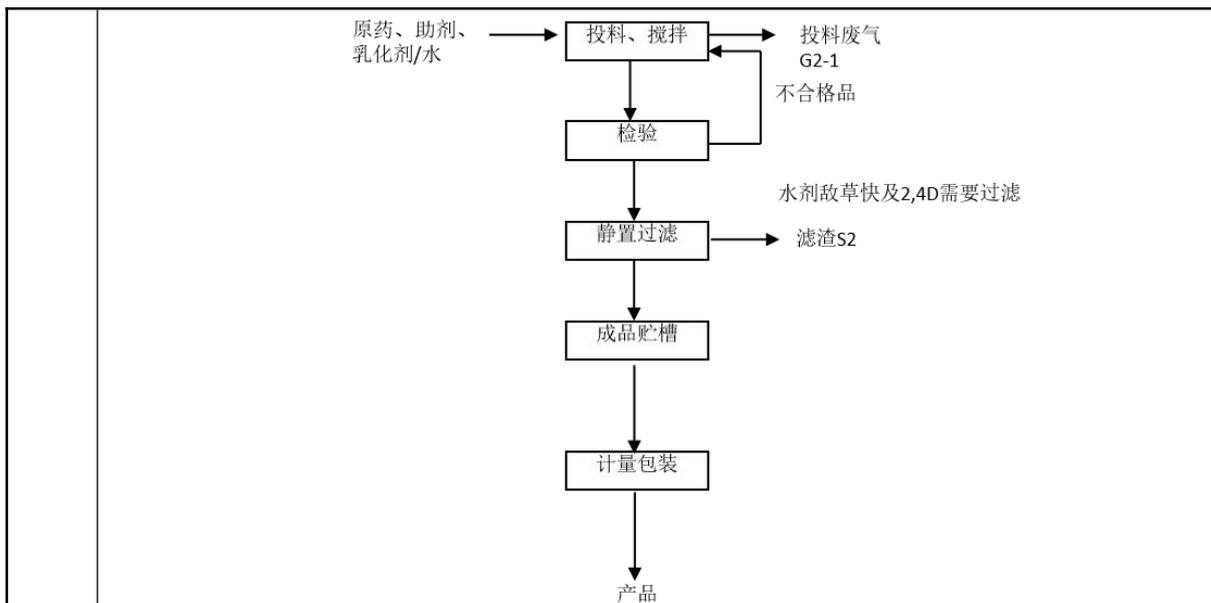 原药、助剂、
乳化剂/水
投料、搅拌
投料废气
G2-1
不合格品
检验
水剂敌草快及2,4D需要过滤
静置过滤
滤渣S2
成品贮槽
计量包装
产品